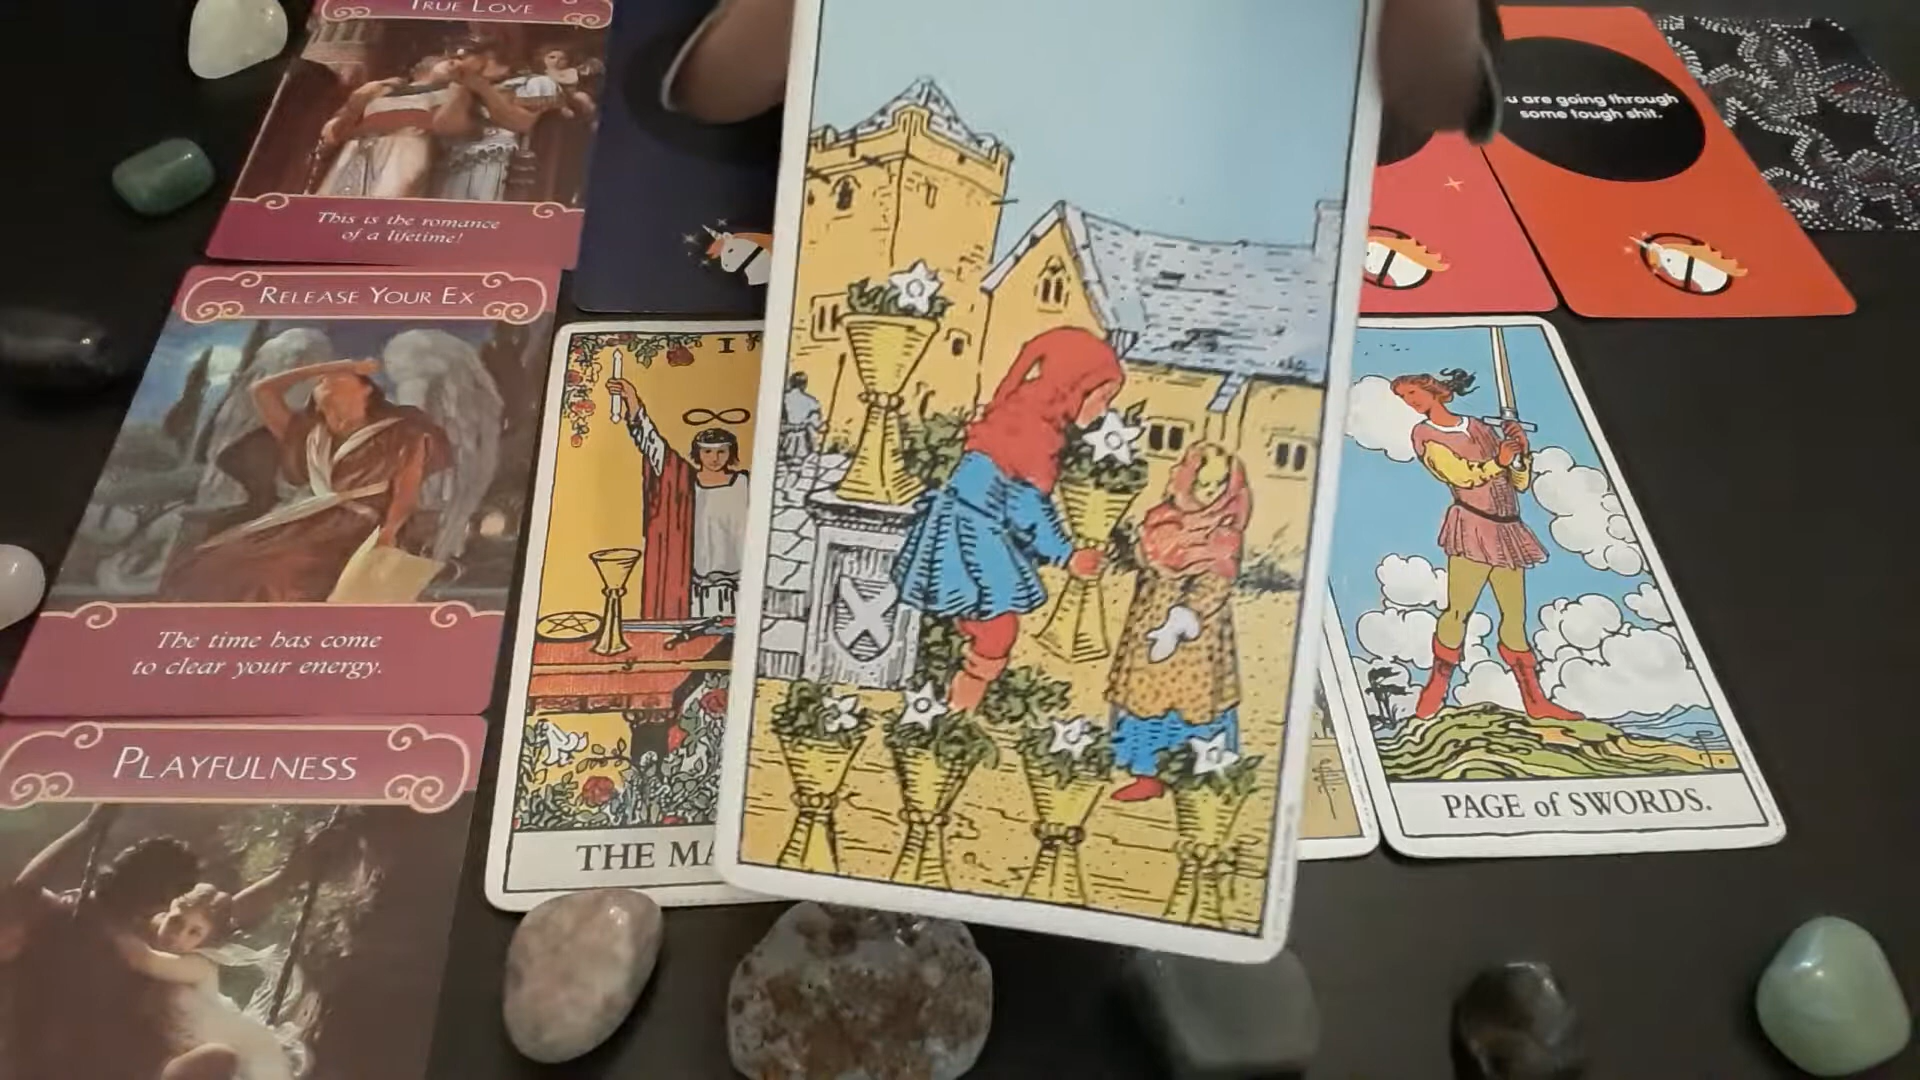 TRUE LOVE
This is the romance
of a lifetime!
are going through
some tough shit.
RELEASE YOUR EX
I
The time has come
to clear your energy.
PLAYFULNESS
THE
PAGE of SWORDS.